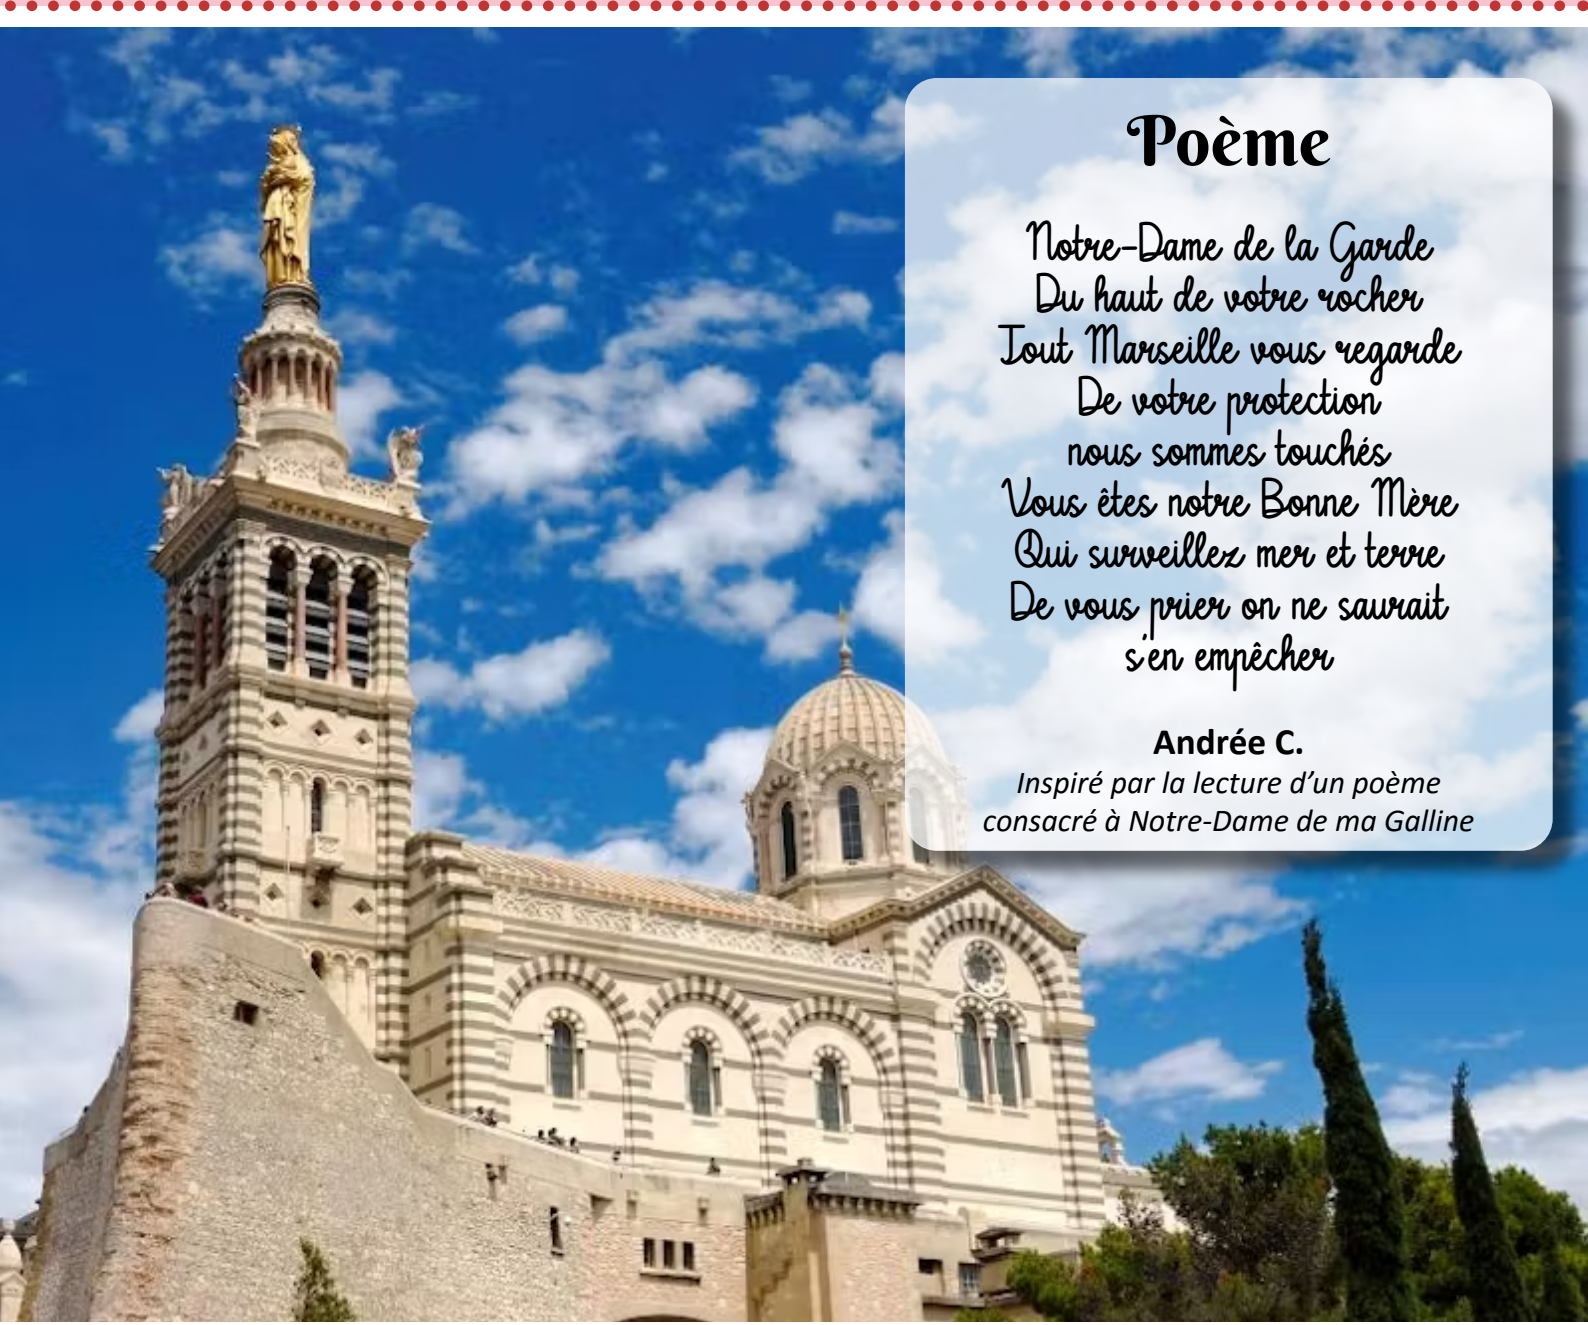 Poème
Notre-Dame de la Garde
Du haut de votre rocher
Tout Marseille vous regarde
De votre protection
nous sommes touchés
Vous êtes notre Bonne Mère
Qui surveillez mer et terre
De vous prier on ne saurait
s'en empêcher
Andrée C.
Inspiré par la lecture d’un poème
consacré à Notre-Dame de ma Galline